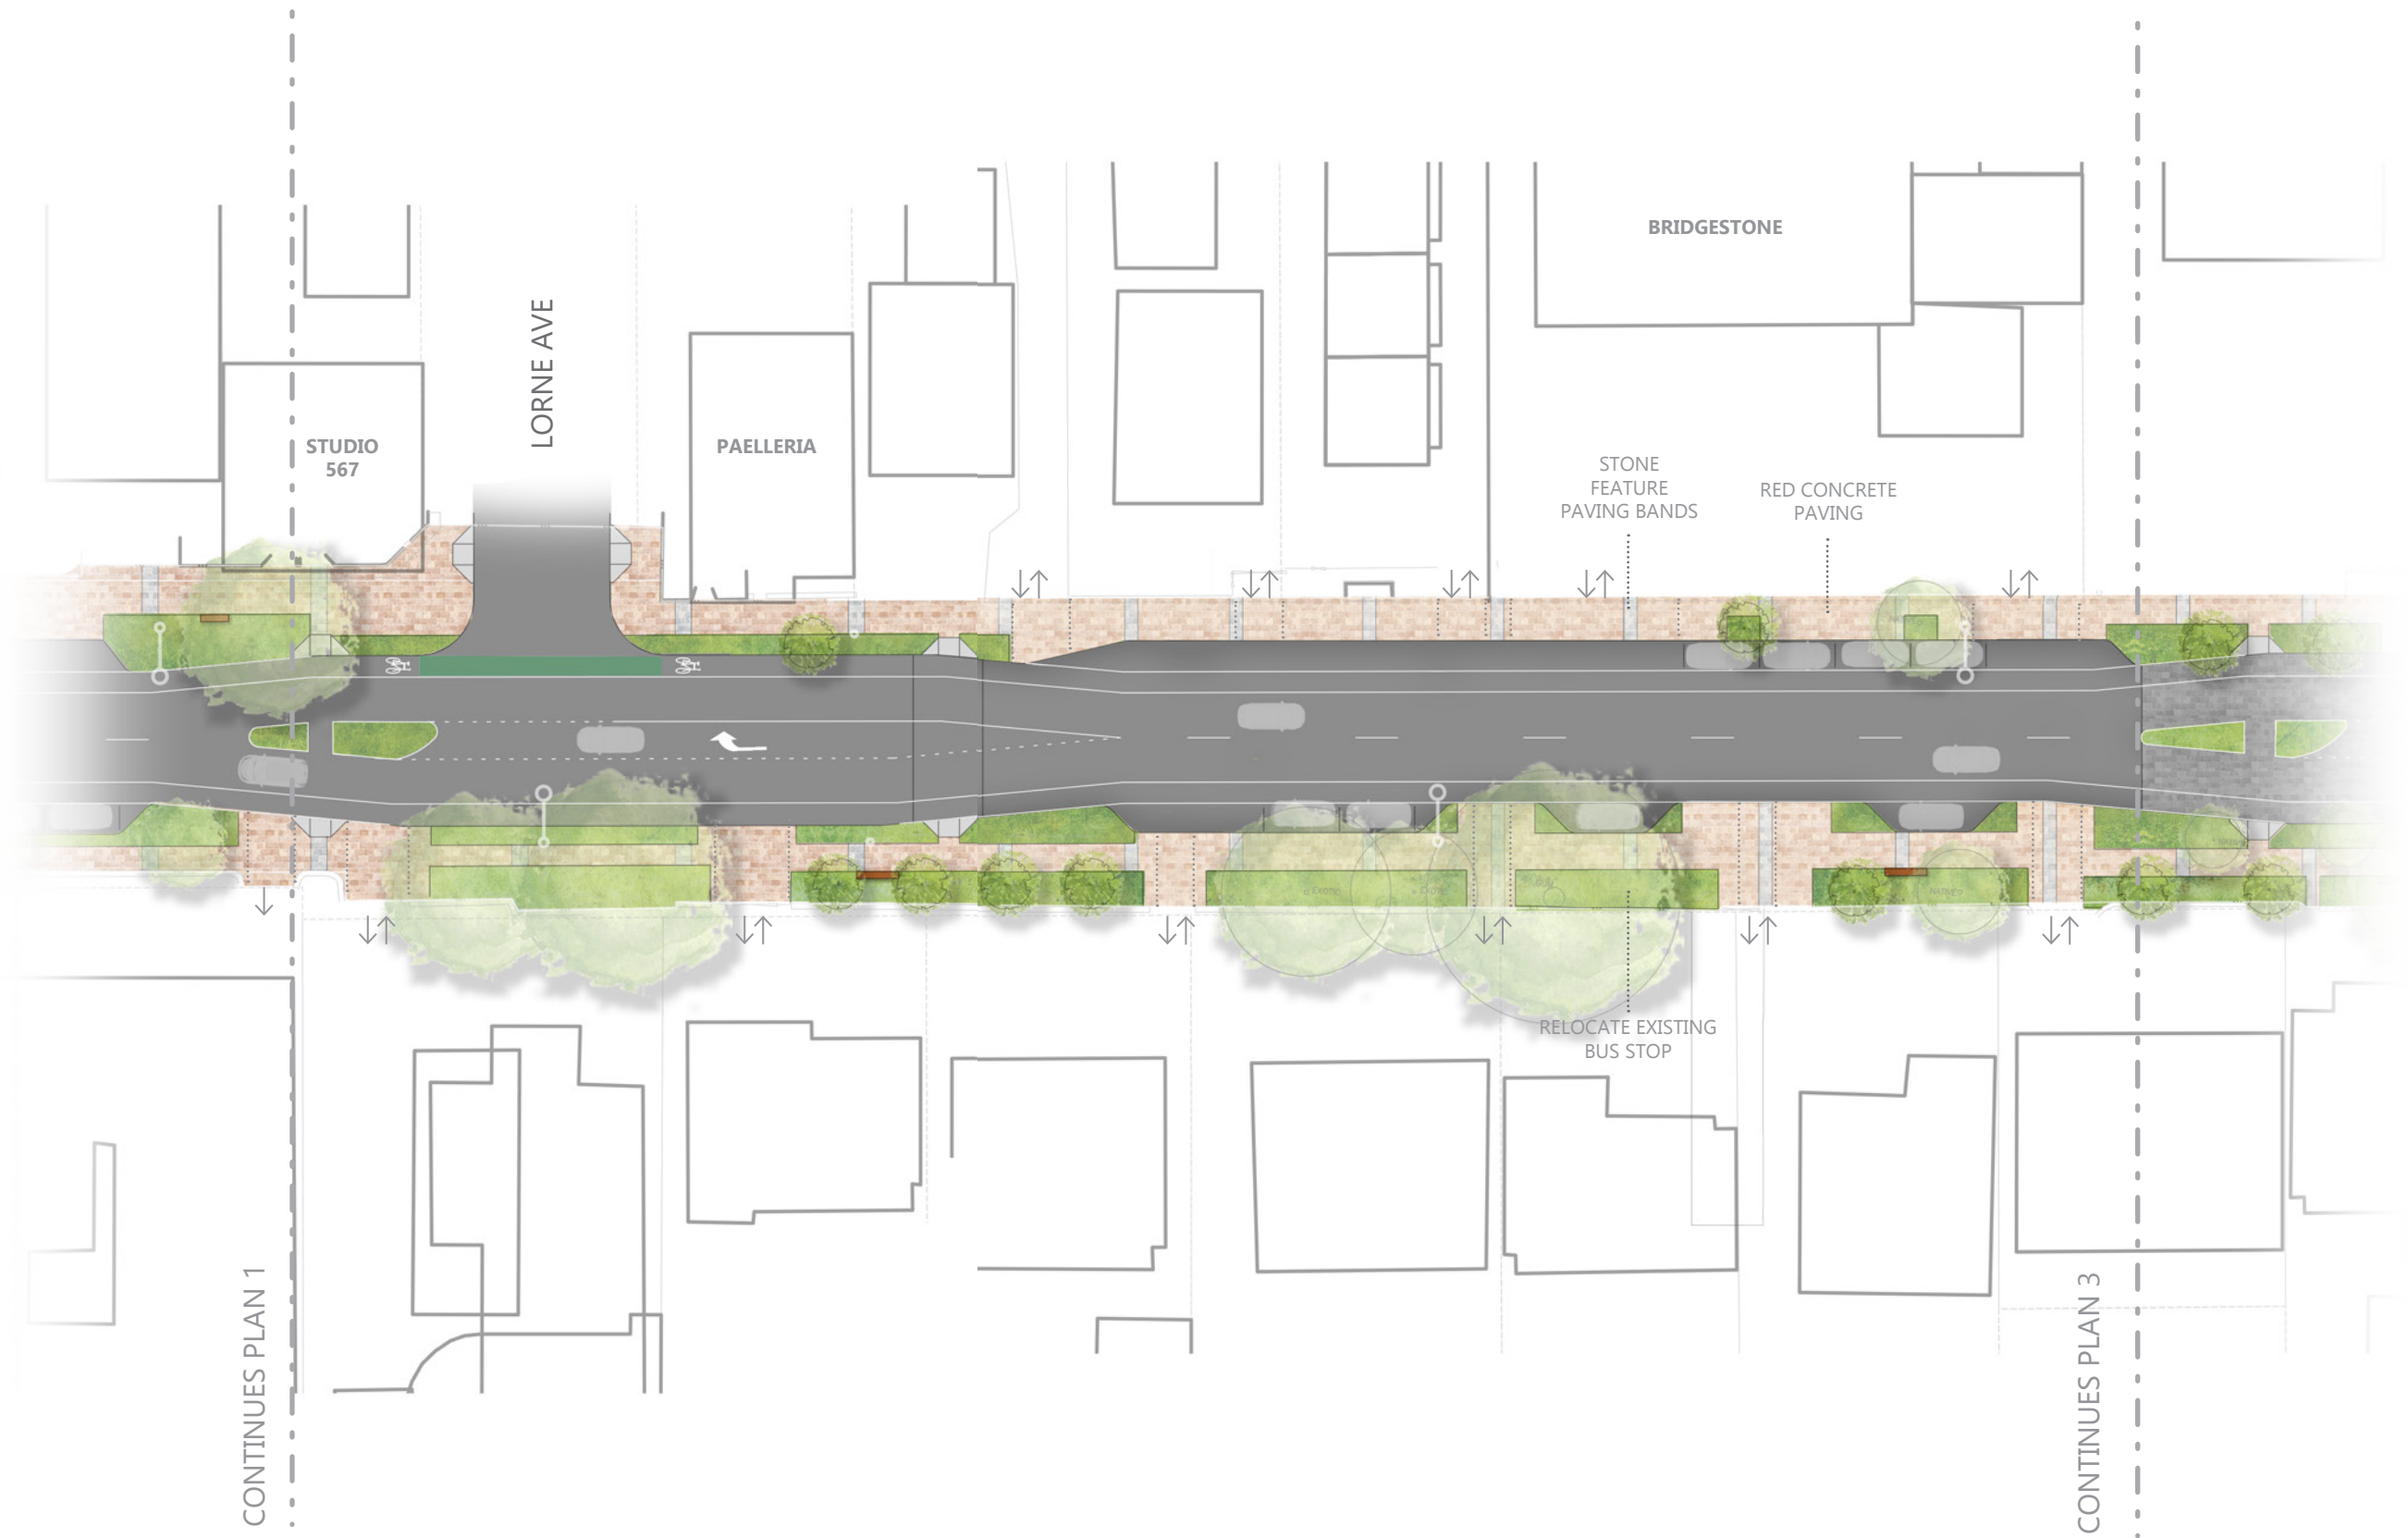 BRIDGESTONE
LORNE AVE
STUDIO
567
PAELLERIA
STONE
FEATURE
PAVING BANDS
RED CONCRETE
PAVING
RELOCATE EXISTING
BUS STOP
CONTINUES PLAN 1
CONTINUES PLAN 3